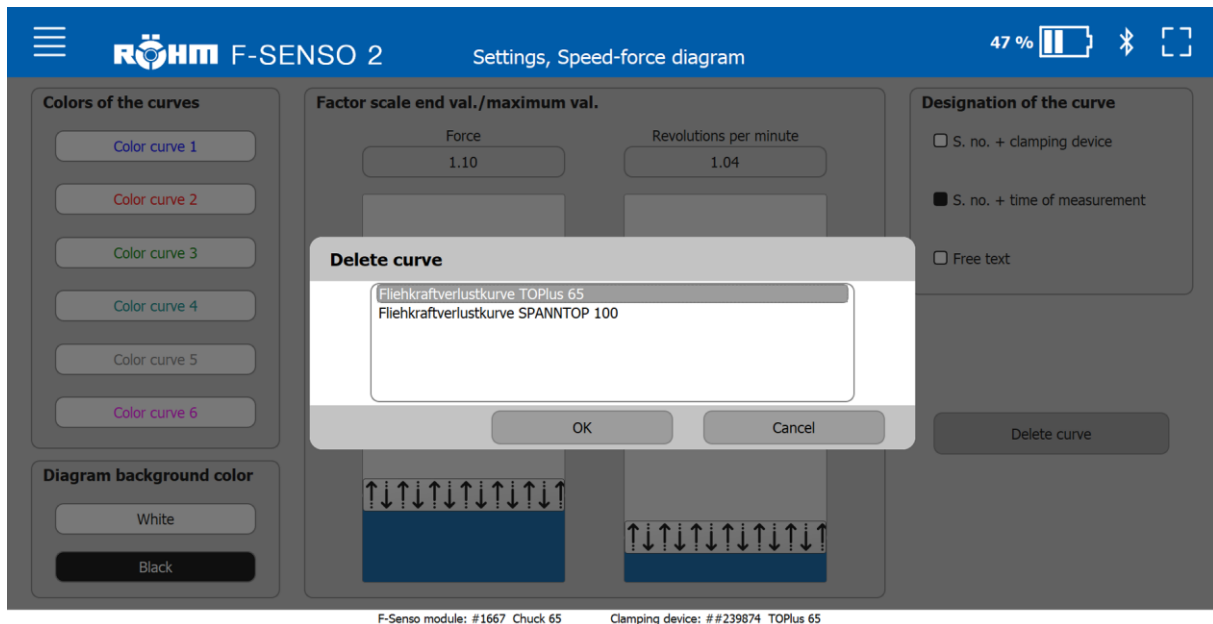 RÖHM F-SENSO 2
Settings, Speed-force diagram
47 %
Colors of the curves
Color curve 1
Color curve 2
Color curve 3
Color curve 4
Color curve 5
Color curve 6
Diagram background color
White
Black
Factor scale end val./maximum val.
Force
1.10
Revolutions per minute
1.04
Designation of the curve
S. no. + clamping device
S. no. + time of measurement
Free text
Delete curve
Delete curve
Fliehkraftverlustkurve TOPlus 65
Fliehkraftverlustkurve SPANNTOP 100
OK
Cancel
F-Senso module: #1667 Chuck 65
Clamping device: ##239874 TOPlus 65